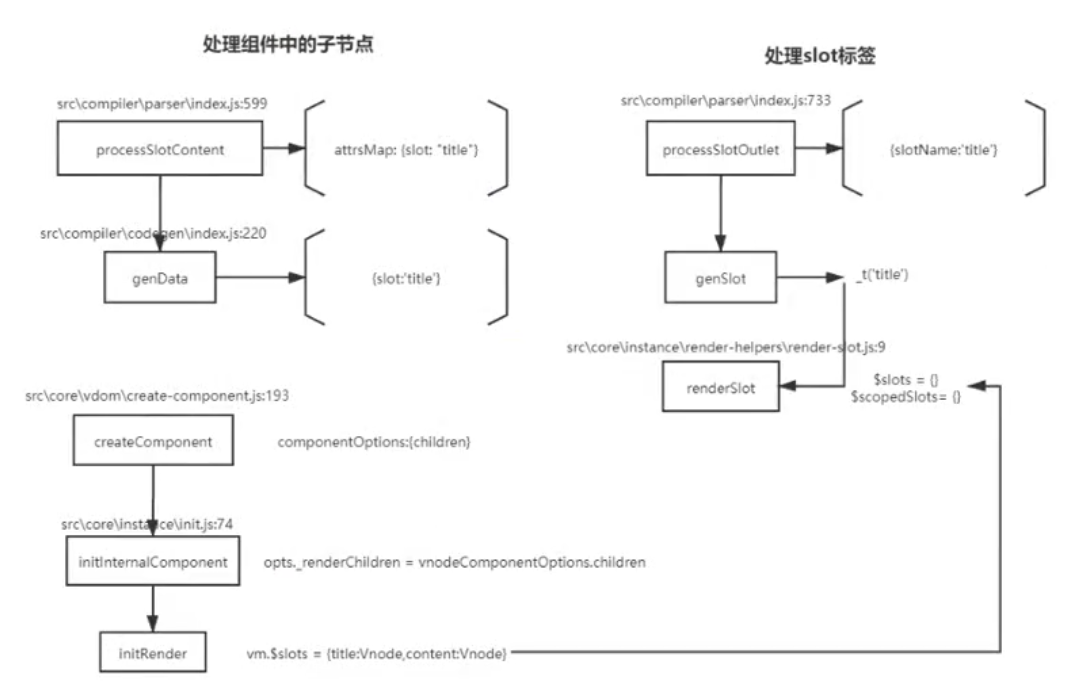 处理组件中的子节点
src\compiler\parser\index.js:599
processSlotContent
attrsMap: {slot: "title"}
src\compiler\codegen\index.js:220
genData
{slot:'title'}
src\core\vdom\create-component.js:193
createComponent
componentOptions:{children}
src\core\instance\init.js:74
initInternalComponent
opts._renderChildren = vnodeComponentOptions.children
initRender
vm.$slots = {title:Vnode,content:Vnode}
处理slot标签
src\compiler\parser\index.js:733
processSlotOutlet
{slotName:'title'}
genSlot
_t('title')
src\core\instance\render-helpers\render-slot.js:9
renderSlot
$slots = {}
$scopedSlots= {}